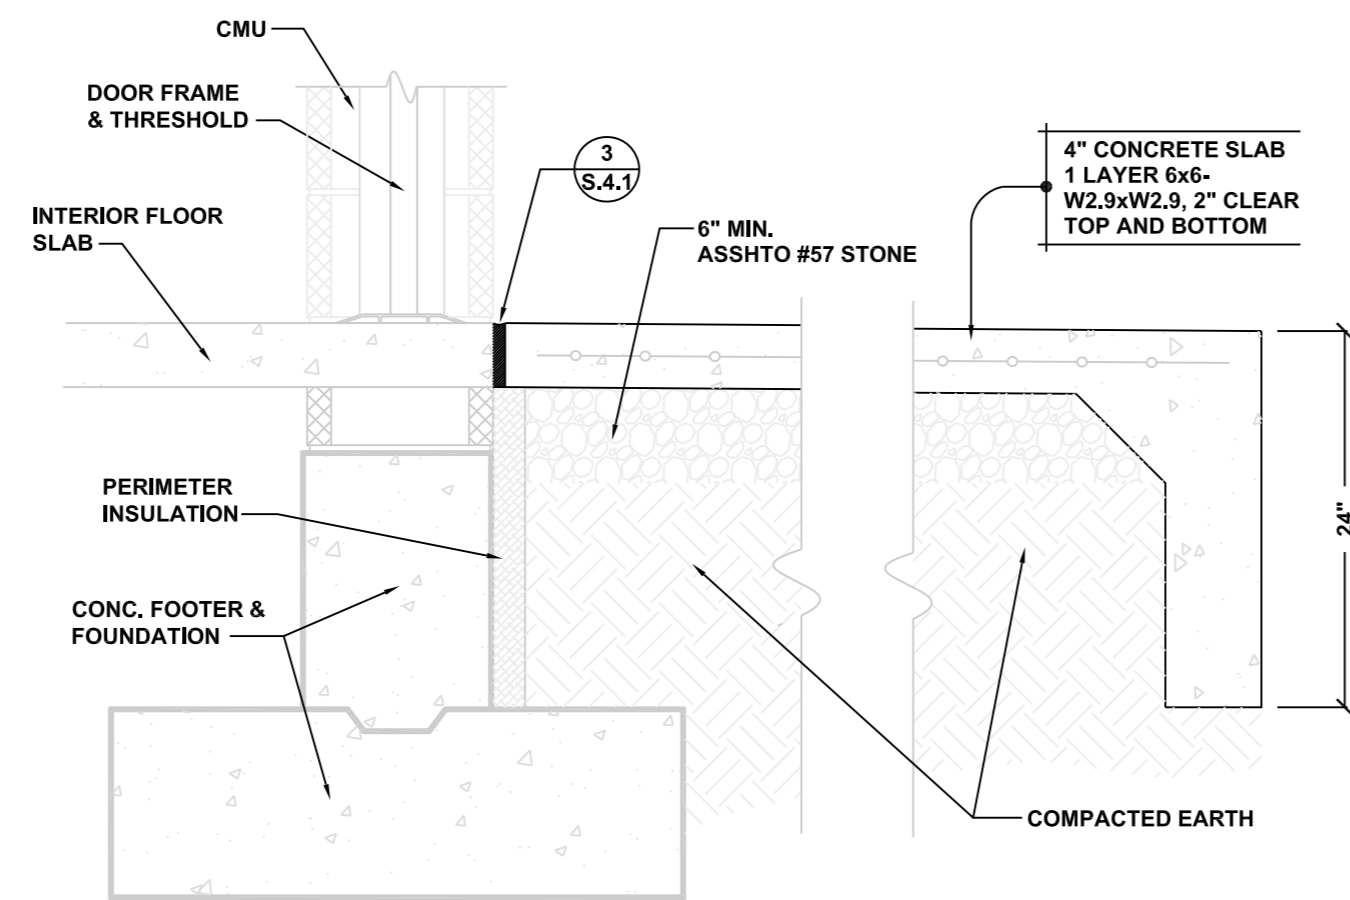 CMU
DOOR FRAME
& THRESHOLD
3
S.4.1
4" CONCRETE SLAB
1 LAYER 6x6-
W2.9xW2.9, 2" CLEAR
TOP AND BOTTOM
INTERIOR FLOOR
SLAB
6" MIN.
ASSHTO #57 STONE
PERIMETER
INSULATION
24"
CONC. FOOTER &
FOUNDATION
COMPACTED EARTH